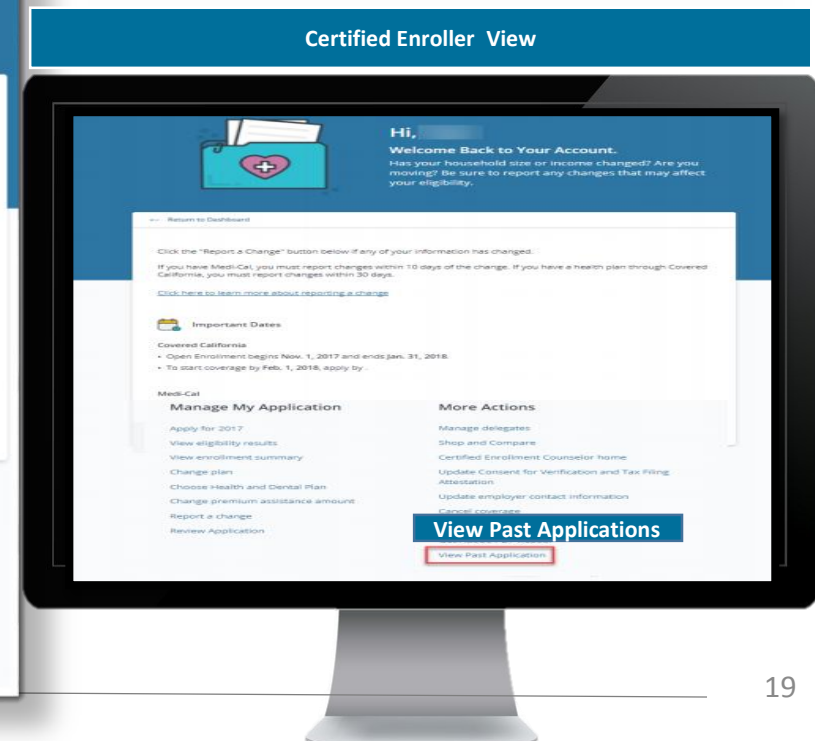 Certified Enroller View
Hi,
Welcome Back to Your Account.
Has your household size or income changed? Are you
moving? Be sure to report any changes that may affect
your eligibility.
← Return to Dashboard
Click the "Report a Change" button below if any of your information has changed.
If you have Medi-Cal, you must report changes within 10 days of the change. If you have a health plan through Covered
California, you must report changes within 30 days.
Click here to learn more about reporting a change
Important Dates
Covered California
• Open Enrollment begins Nov. 1, 2017 and ends Jan. 31, 2018.
• To start coverage by Feb. 1, 2018, apply by .
Medi-Cal
Manage My Application
Apply for 2017
View eligibility results
View enrollment summary
Change plan
Choose Health and Dental Plan
Change premium assistance amount
Report a change
Review Application
More Actions
Manage delegates
Shop and Compare
Certified Enrollment Counselor home
Update Consent for Verification and Tax Filing
Attestation
Update employer contact information
Cancel coverage
View Past Applications
View Past Application
19